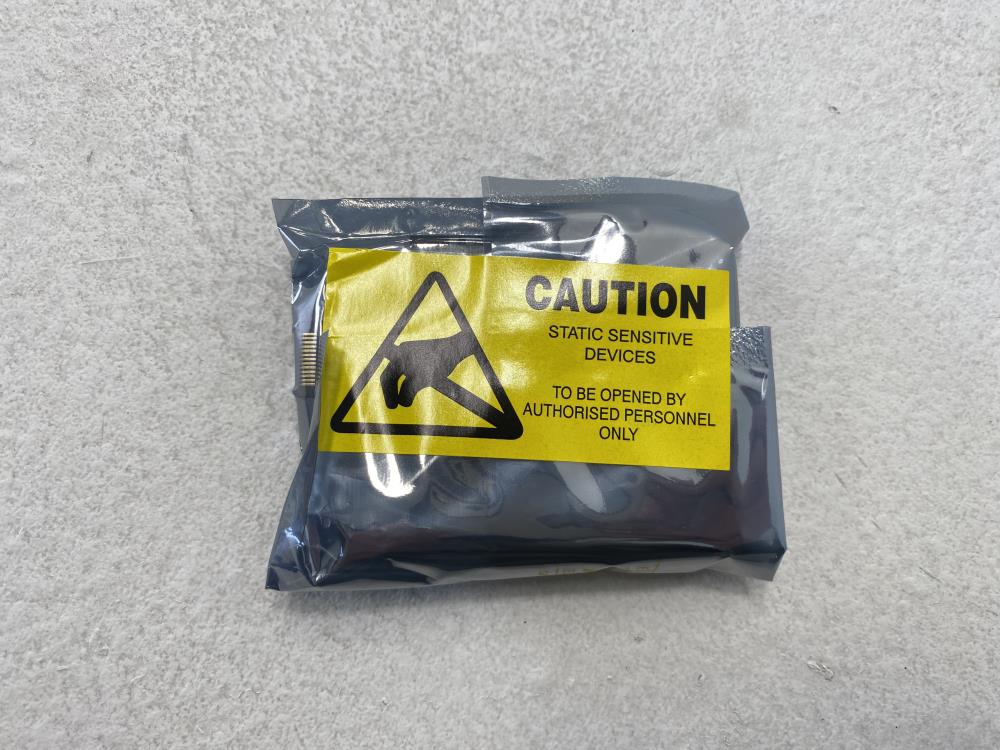 CAUTION
STATIC SENSITIVE
DEVICES
TO BE OPENED BY
AUTHORISED PERSONNEL
ONLY